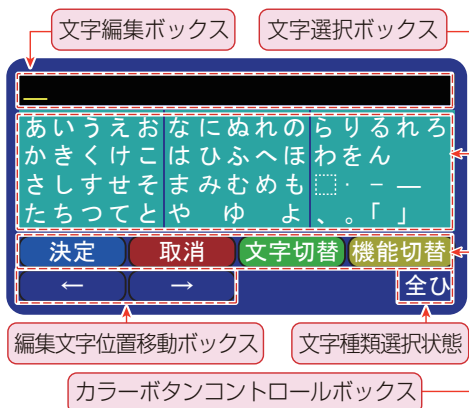 文字編集ボックス
文字選択ボックス
あいうえおなにぬれのらりるれろ
かきくけこはひふへほわをん
さしすせそまみむめも⬚・－―
たちつてとや ゆ よ、。「」
決定 取消 文字切替 機能切替
← → 全ひ
編集文字位置移動ボックス
文字種類選択状態
カラーボタンコントロールボックス